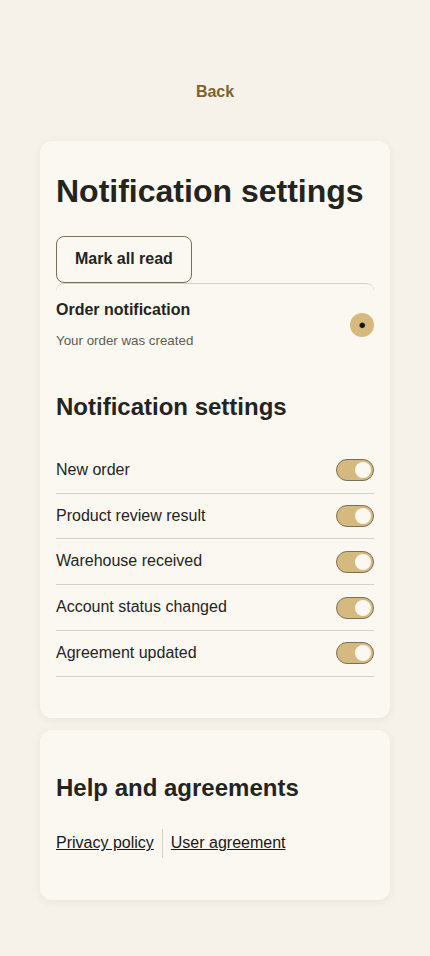 Back
Notification settings
Mark all read
Order notification
Your order was created
Notification settings
New order
Product review result
Warehouse received
Account status changed
Agreement updated
Help and agreements
Privacy policy
User agreement